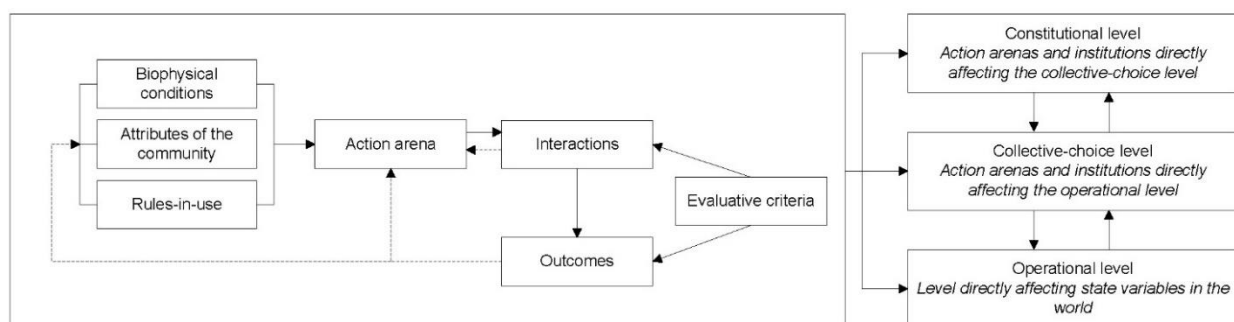 Biophysical
conditions
Attributes of the
community
Rules-in-use
Action arena
Interactions
Outcomes
Evaluative criteria
Constitutional level
Action arenas and institutions directly
affecting the collective-choice level
Collective-choice level
Action arenas and institutions directly
affecting the operational level
Operational level
Level directly affecting state variables in the
world